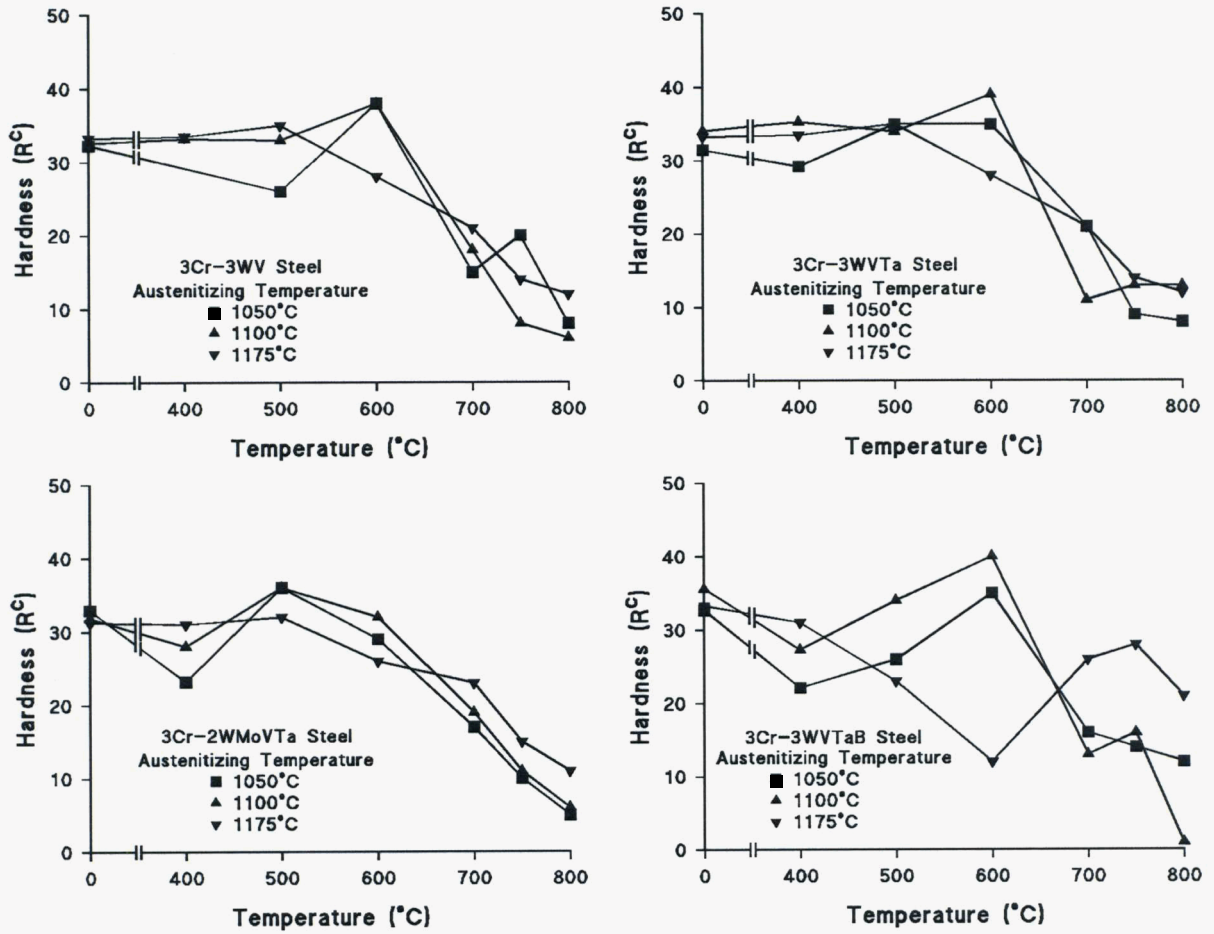 50
40
30
20
10
0
Hardness (Rᶜ)
3Cr-3WV Steel
Austenitizing Temperature
1050°C
1100°C
1175°C
0 400 500 600 700 800
Temperature (°C)
50
40
30
20
10
0
Hardness (Rᶜ)
3Cr-3WVTa Steel
Austenitizing Temperature
1050°C
1100°C
1175°C
0 400 500 600 700 800
Temperature (°C)
50
40
30
20
10
0
Hardness (Rᶜ)
3Cr-2WMoVTa Steel
Austenitizing Temperature
1050°C
1100°C
1175°C
0 400 500 600 700 800
Temperature (°C)
50
40
30
20
10
0
Hardness (Rᶜ)
3Cr-3WVTaB Steel
Austenitizing Temperature
1050°C
1100°C
1175°C
0 400 500 600 700 800
Temperature (°C)